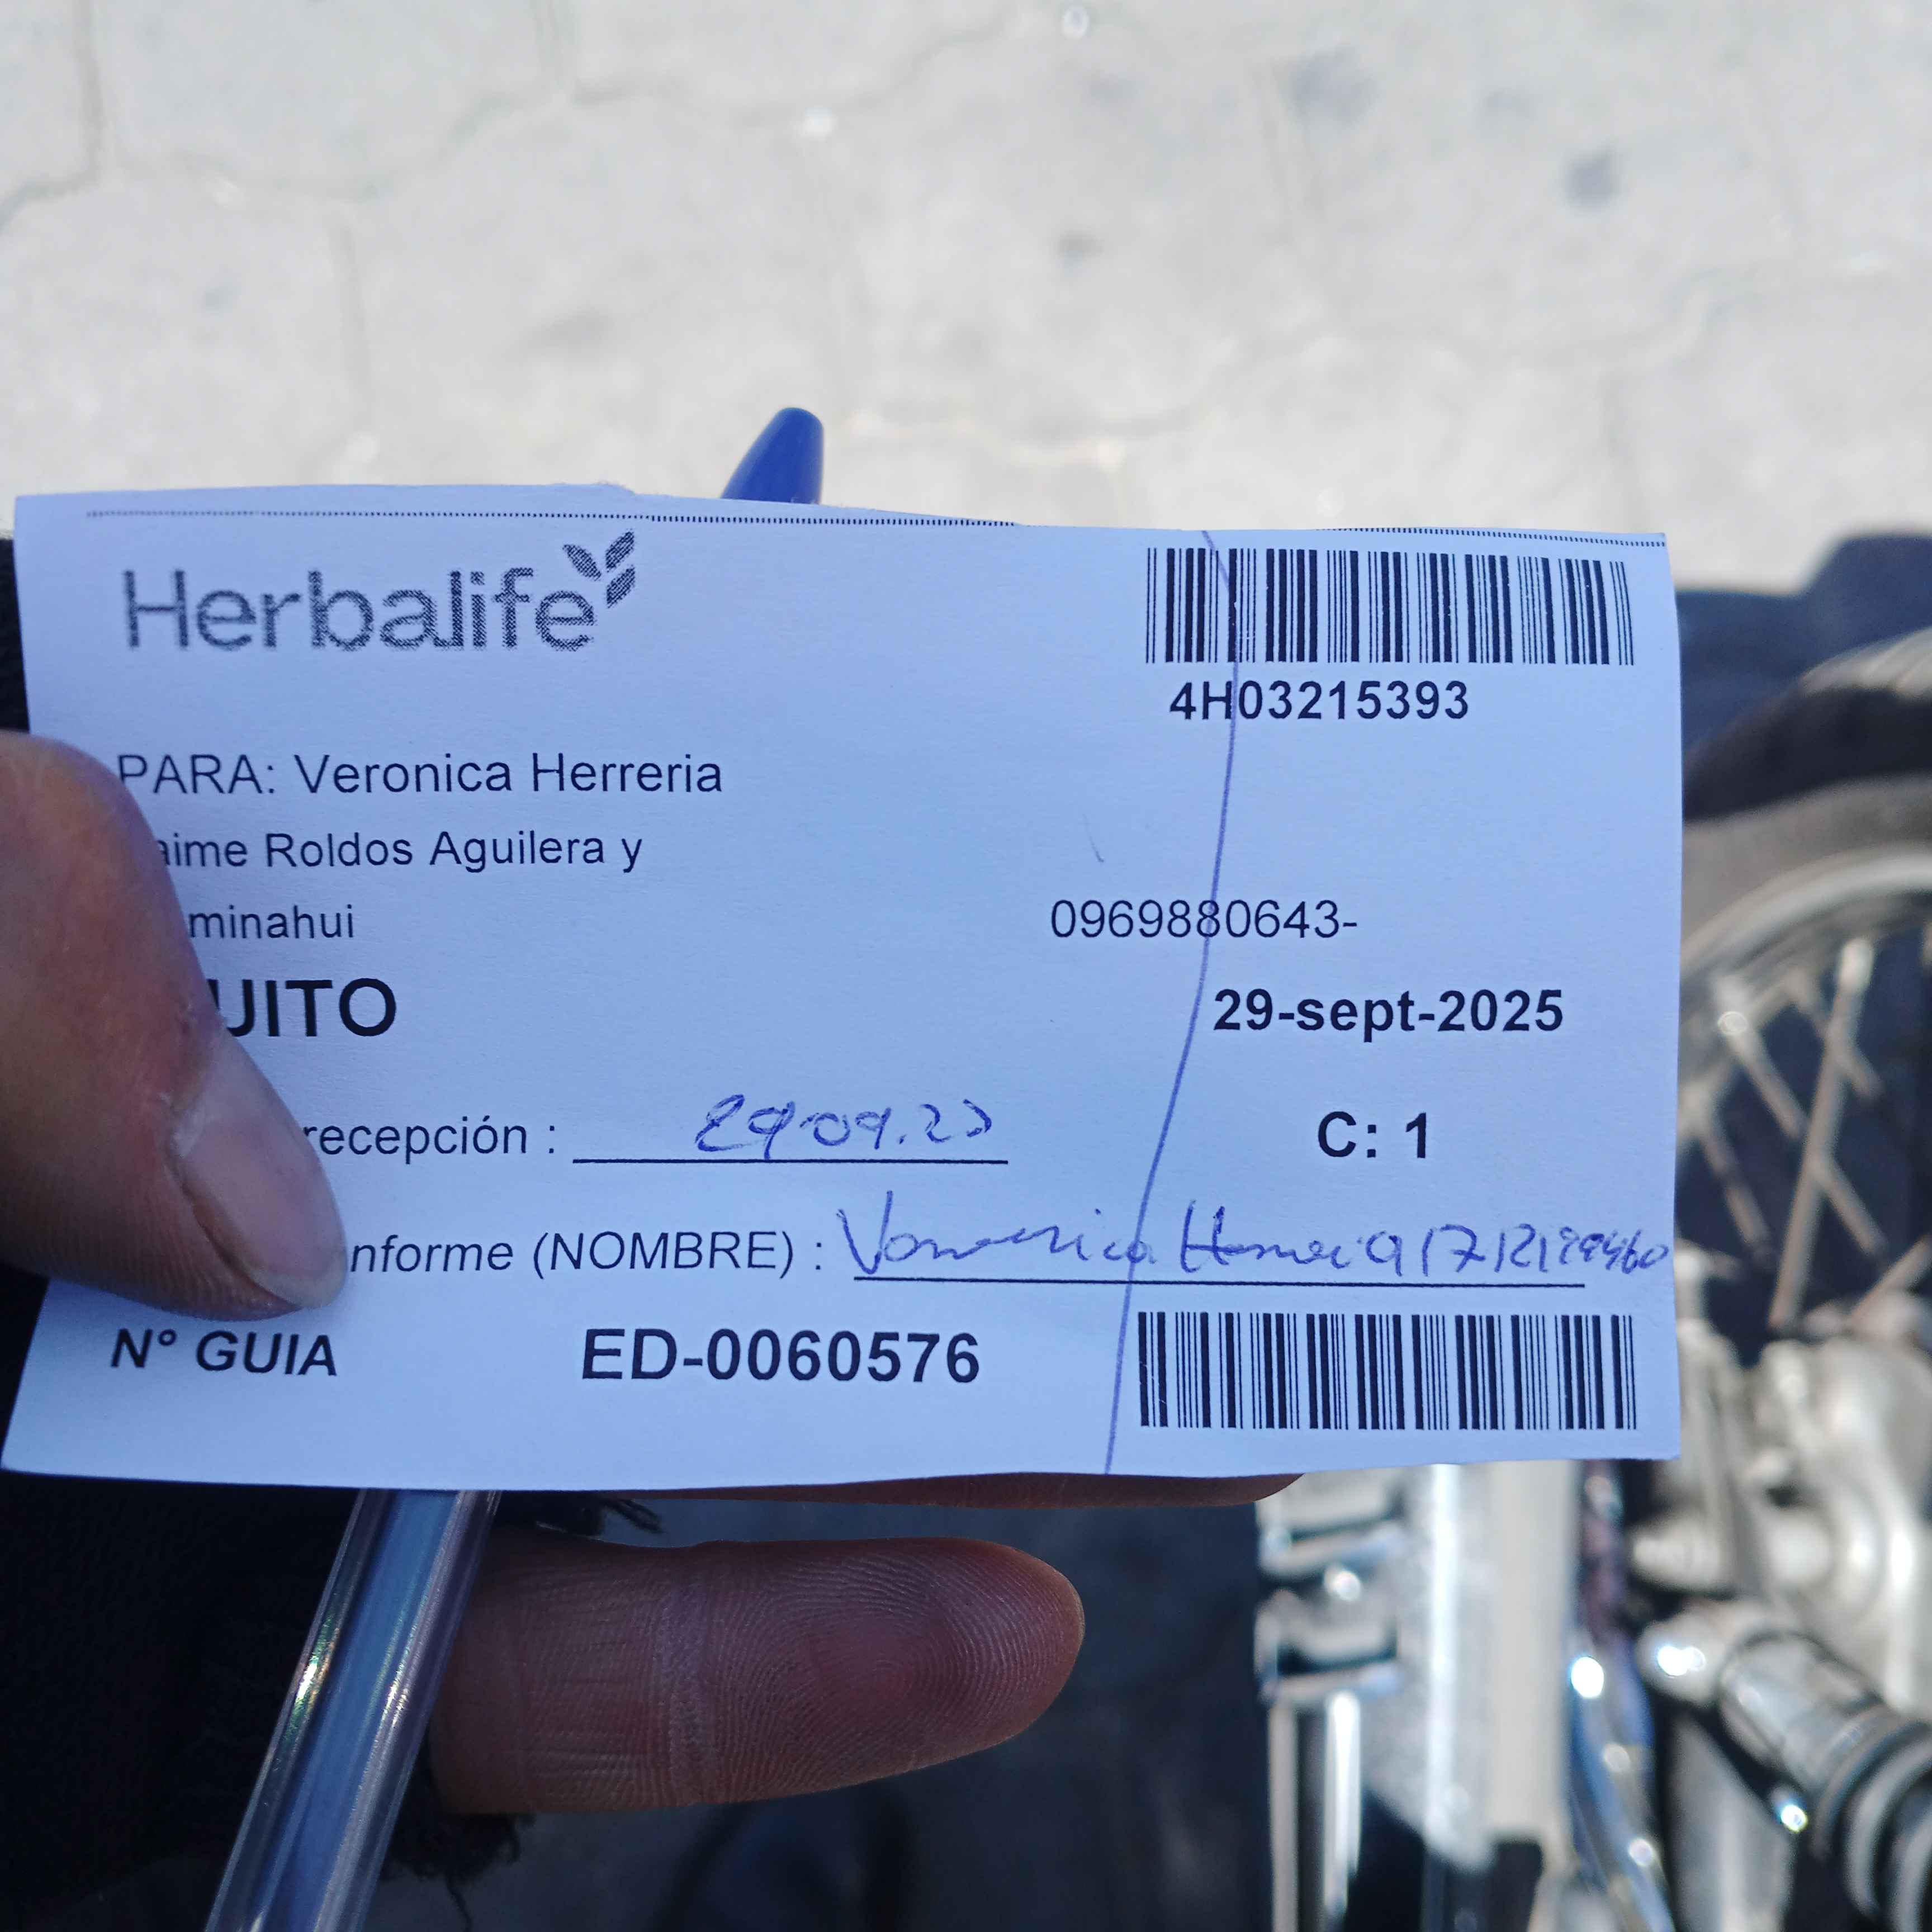 Herbalife
4H03215393
PARA: Veronica Herreria
aime Roldos Aguilera y
minahui
0969880643-
UITO
29-sept-2025
recepción : 29.09.25
C: 1
nforme (NOMBRE) : Veronica
N° GUIA ED-0060576